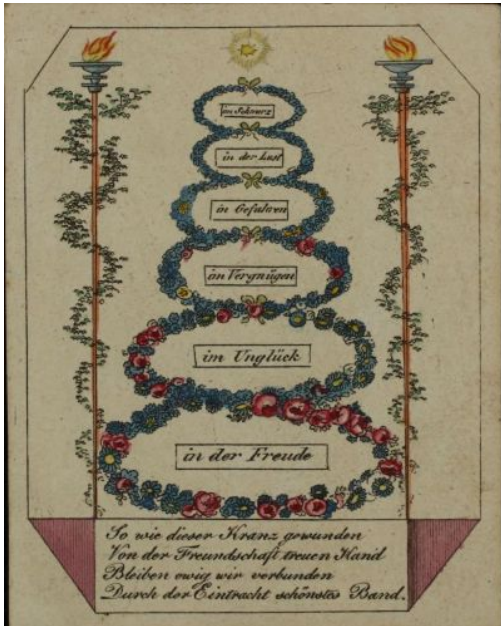 in Schmerz
in der Lust
in Gefahren
im Vergnügen
im Unglück
in der Freude
So wie dieser Kranz gewunden
Von der Freundschaft treuen Hand
Bleiben ewig wir verbunden
Durch der Eintracht schönstes Band.